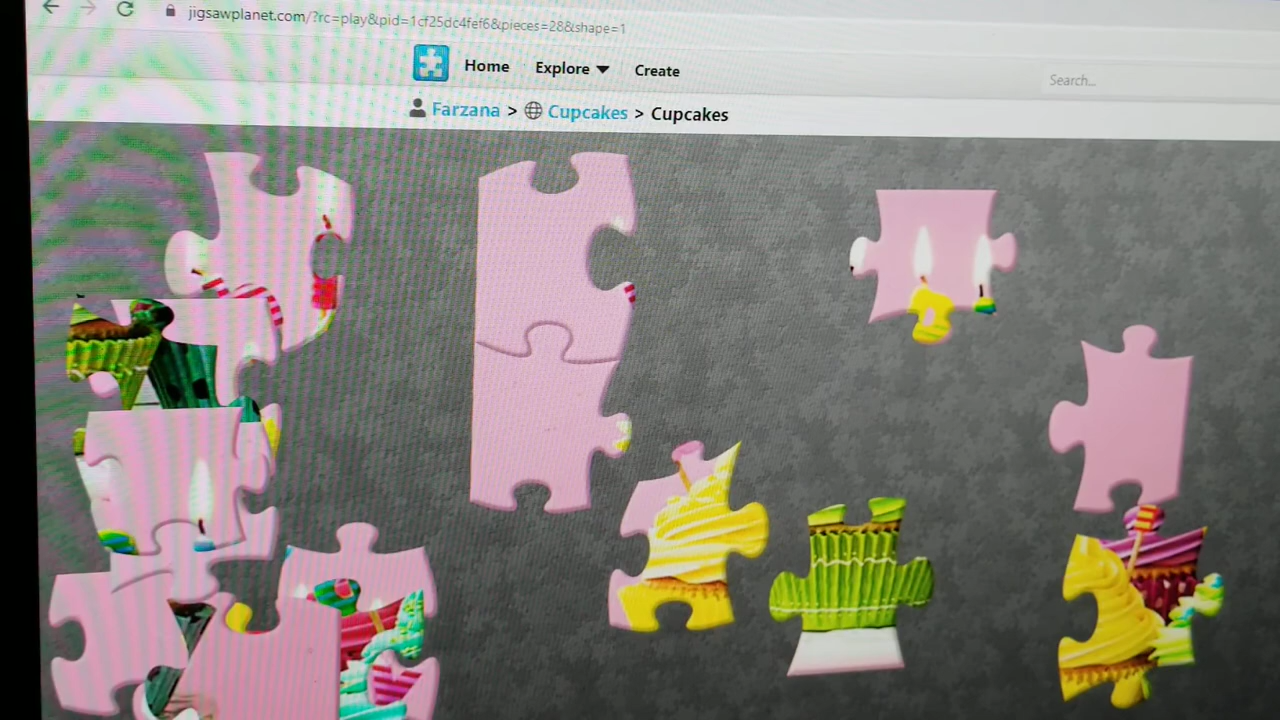 jigsawplanet.com/?rc=play&pid=1cf25dc4fef6&pieces=28&shape=1
Home Explore Create Search...
Farzana > Cupcakes > Cupcakes